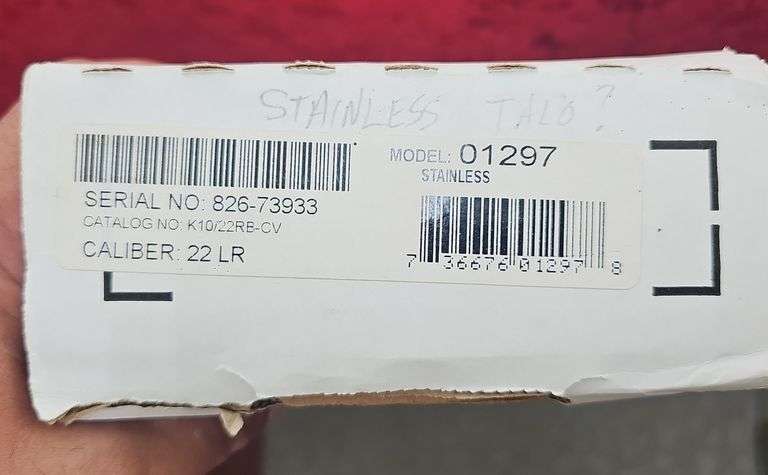 STAINLESS TALO?
MODEL: 01297
STAINLESS
SERIAL NO: 826-73933
CATALOG NO: K10/22RB-CV
CALIBER: 22 LR
7 36676 01297 8